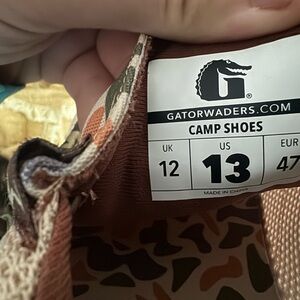 G®
GATORWADERS.COM
CAMP SHOES
UK US EUR
12 13 47
MADE IN CHINA